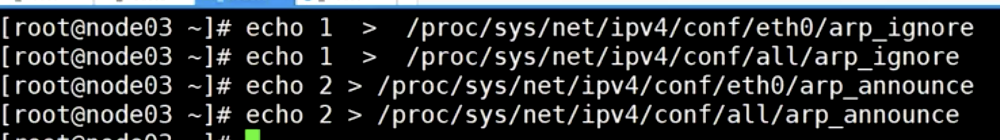 [root@node03 ~]# echo 1  >  /proc/sys/net/ipv4/conf/eth0/arp_ignore
[root@node03 ~]# echo 1  >  /proc/sys/net/ipv4/conf/all/arp_ignore
[root@node03 ~]# echo 2 > /proc/sys/net/ipv4/conf/eth0/arp_announce
[root@node03 ~]# echo 2 > /proc/sys/net/ipv4/conf/all/arp_announce
[root@node03 ~]#